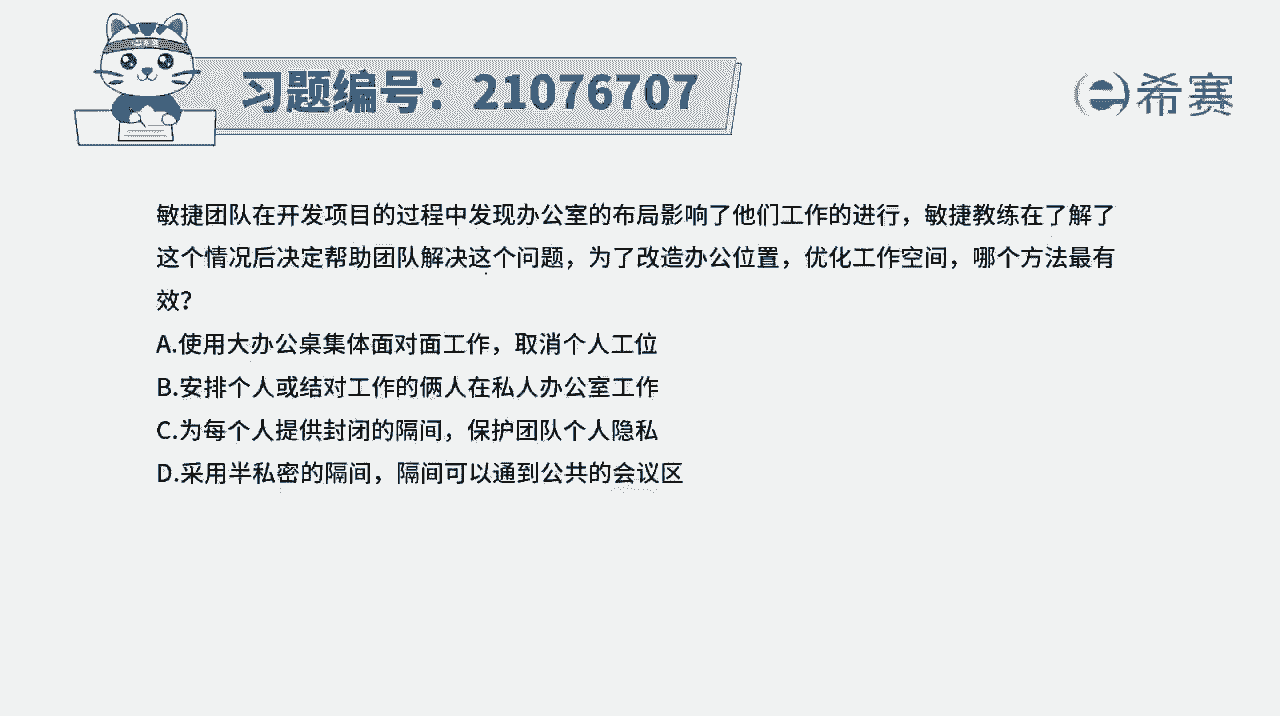 习题编号：21076707
希赛
敏捷团队在开发项目的过程中发现办公室的布局影响了他们工作的进行，敏捷教练在了解了
这个情况后决定帮助团队解决这个问题，为了改造办公位置，优化工作空间，哪个方法最有
效？
A.使用大办公桌集体面对面工作，取消个人工位
B.安排个人或结对工作的俩人在私人办公室工作
C.为每个人提供封闭的隔间，保护团队个人隐私
D.采用半私密的隔间，隔间可以通到公共的会议区